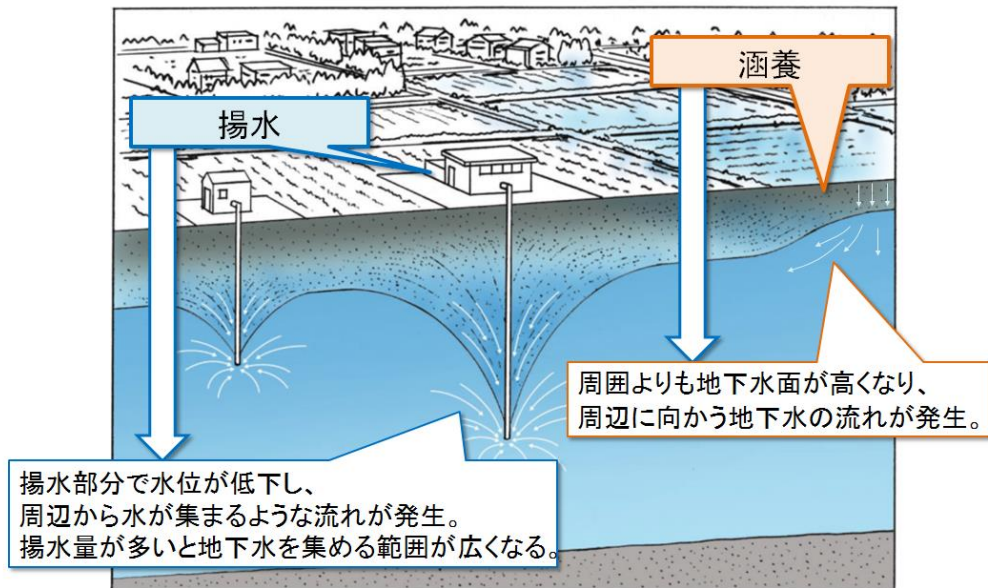 涵養
揚水
周囲よりも地下水面が高くなり、
周辺に向かう地下水の流れが発生。
揚水部分で水位が低下し、
周辺から水が集まるような流れが発生。
揚水量が多いと地下水を集める範囲が広くなる。